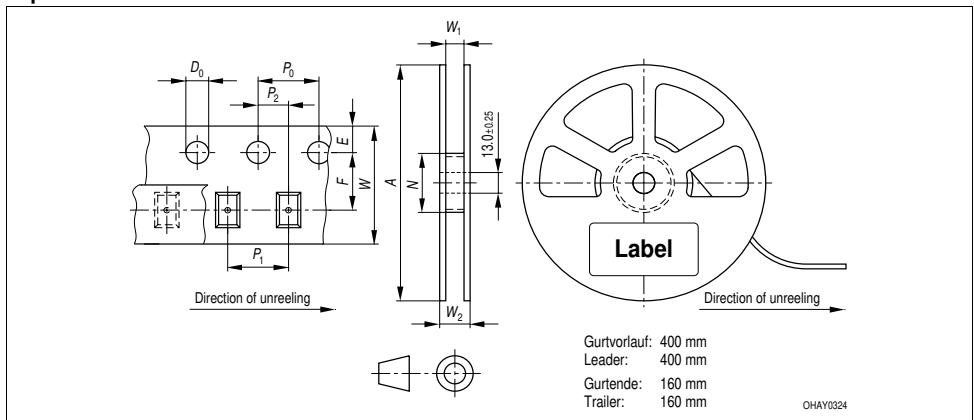 W₁
D₀
P₀
P₂
E
F
W
A
N
13.0±0.25
Label
P₁
Direction of unreeling
W₂
Direction of unreeling
Gurtvorlauf: 400 mm
Leader: 400 mm
Gurtende: 160 mm
Trailer: 160 mm
OHAY0324